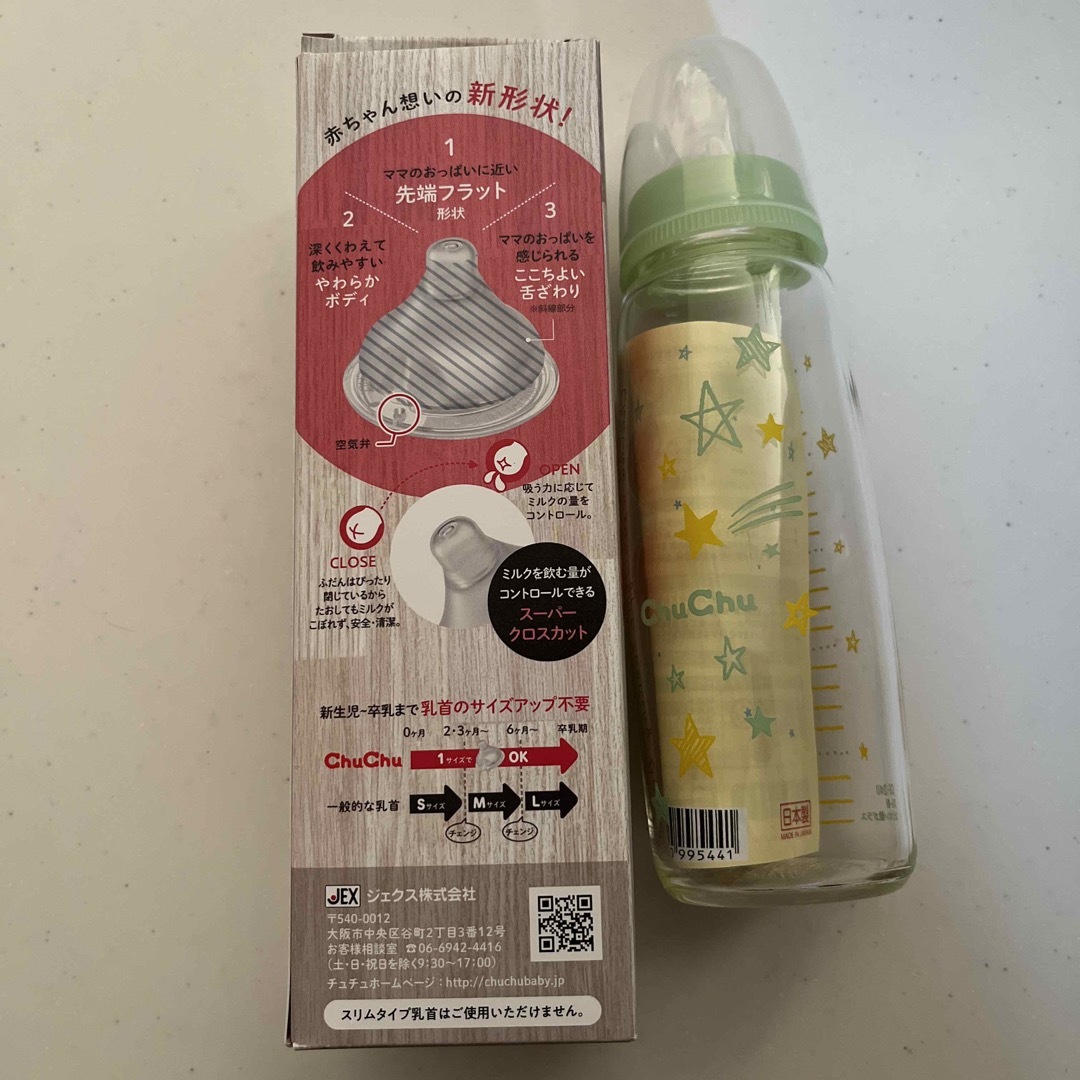 赤ちゃん想いの新形状!
1
ママのおっぱいに近い
先端フラット
形状
2
深くくわえて
飲みやすい
やわらか
ボディ
3
ママのおっぱいを
感じられる
ここちよい
舌ざわり
※斜線部分
空気弁
OPEN
吸う力に応じて
ミルクの量を
コントロール。
CLOSE
ふだんはぴったり
閉じているから
たおしてもミルクが
こぼれず、安全・清潔。
ミルクを飲む量が
コントロールできる
スーパー
クロスカット
新生児~卒乳まで乳首のサイズアップ不要
0ヶ月 2・3ヶ月~ 6ヶ月~ 卒乳期
ChuChu 1サイズで OK
一般的な乳首 Sサイズ Mサイズ Lサイズ
チェンジ チェンジ
JEX ジェクス株式会社
〒540-0012
大阪市中央区谷町2丁目3番12号
お客様相談室 ☎06-6942-4416
(土・日・祝日を除く9:30~17:00)
チュチュホームページ:http://chuchubaby.jp
スリムタイプ乳首はご使用いただけません。
ChuChu
995441
日本製
MADE IN JAPAN